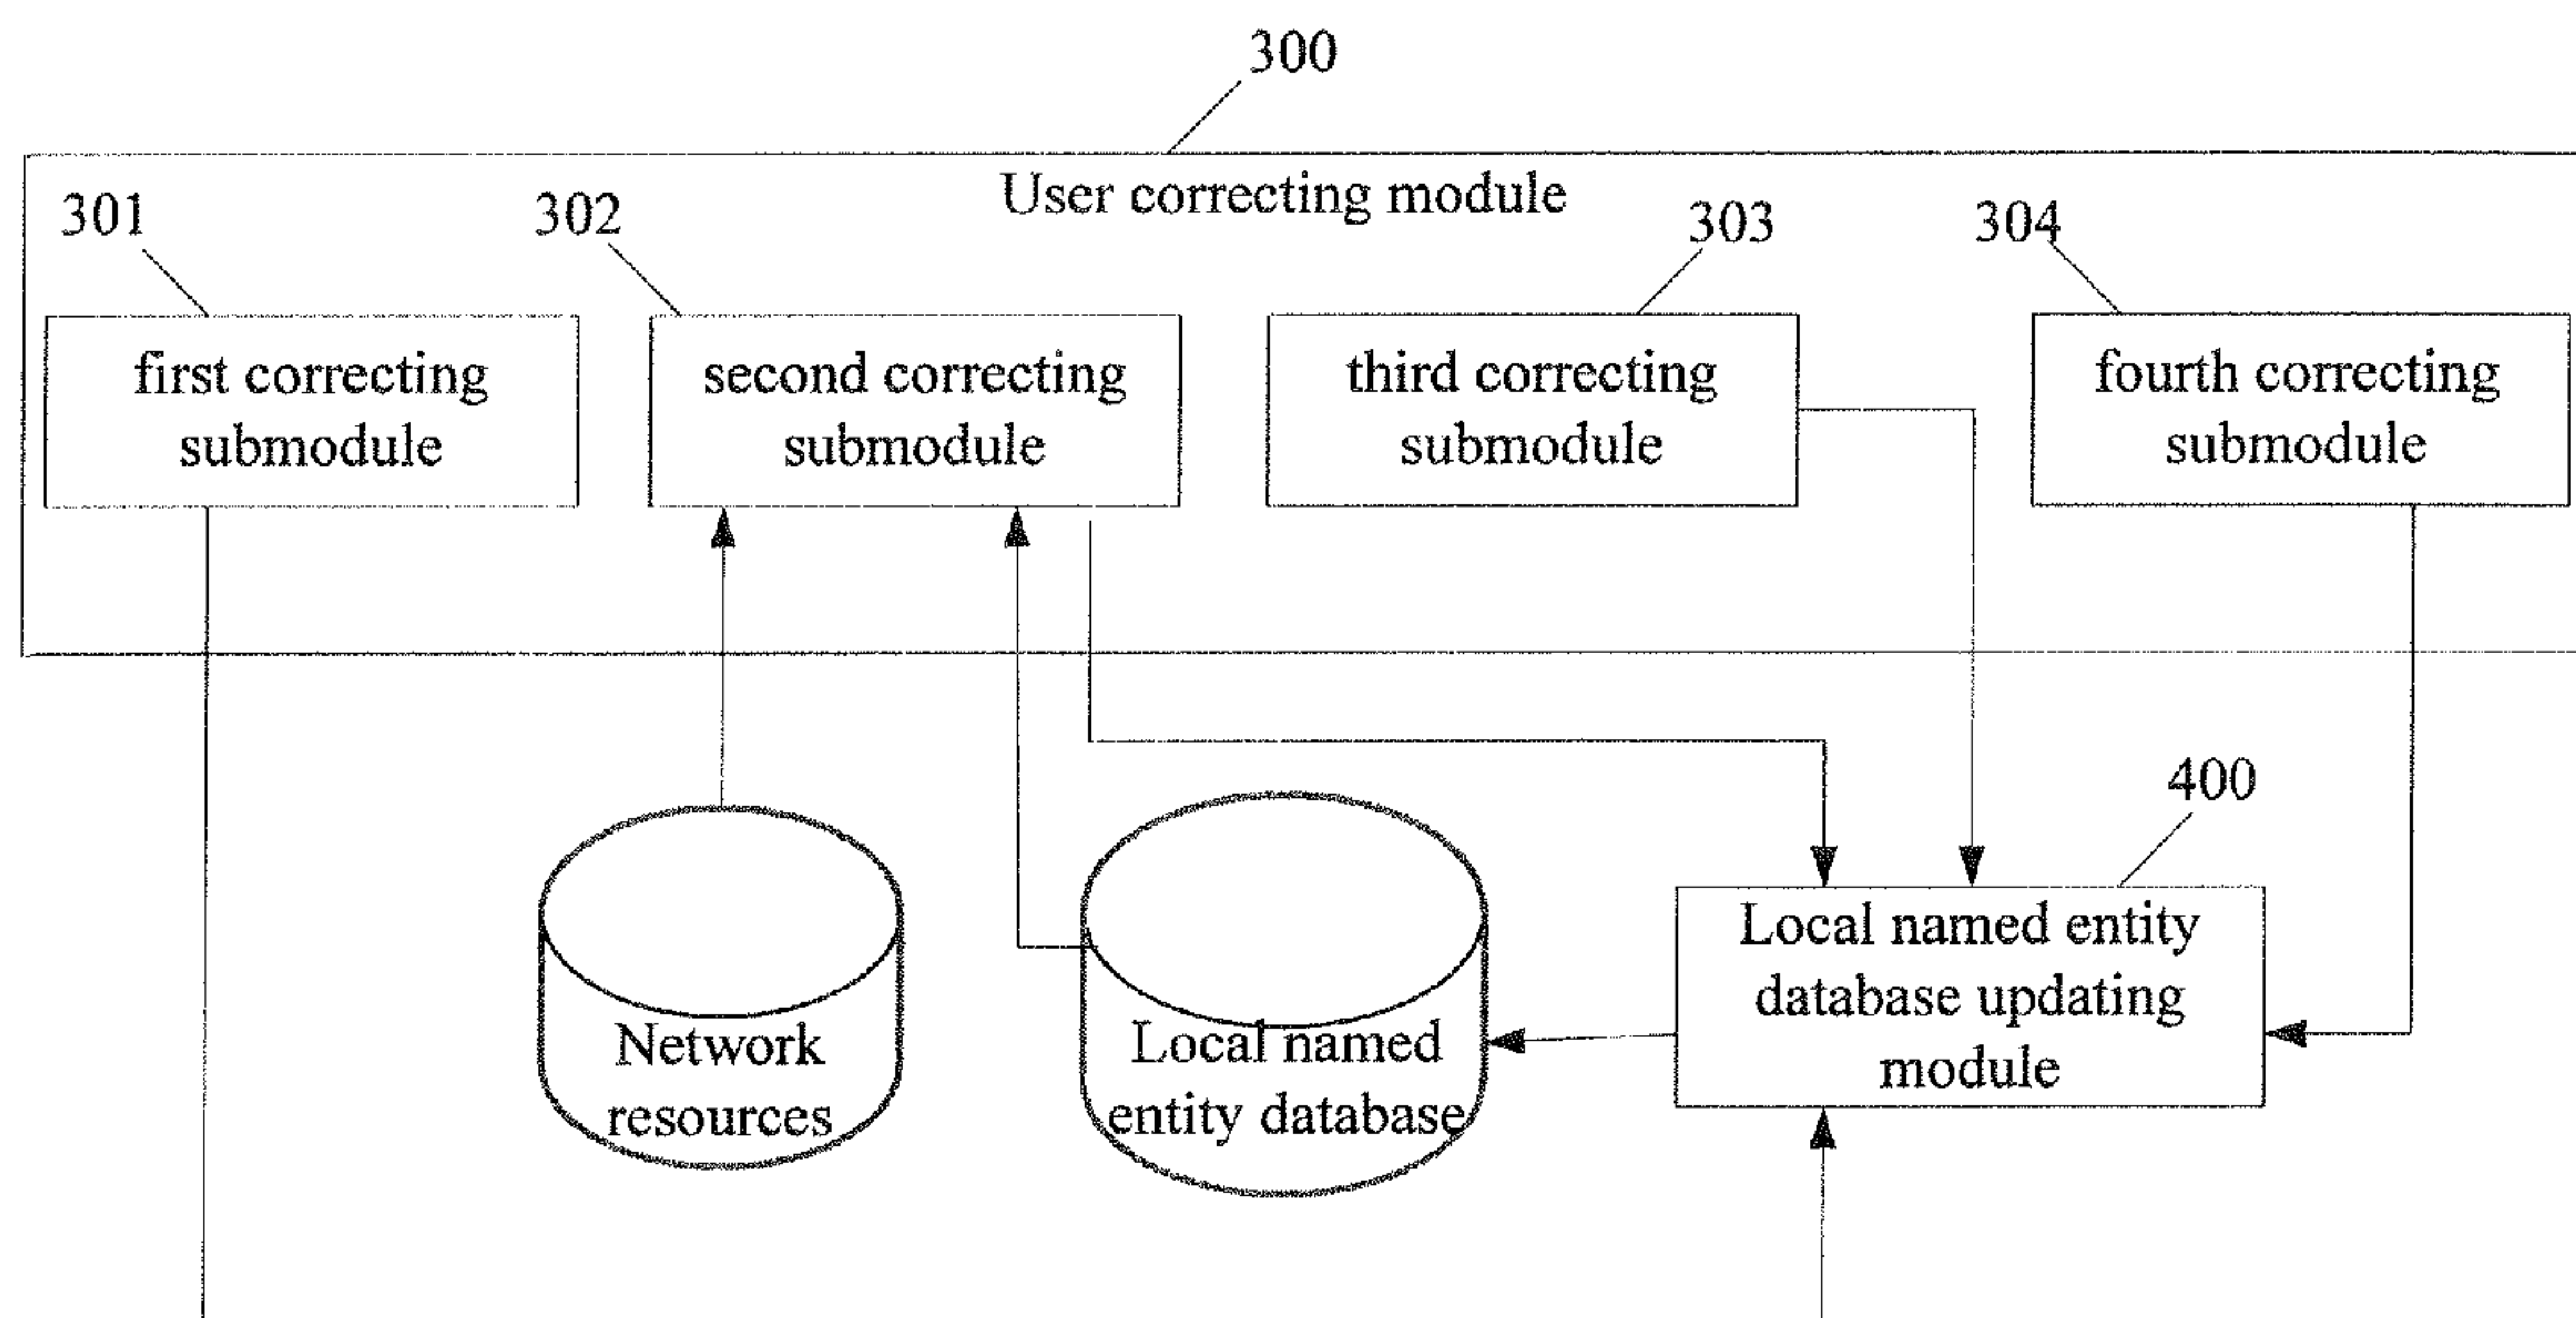 300
User correcting module
301
302
303
304
first correcting
submodule
second correcting
submodule
third correcting
submodule
fourth correcting
submodule
400
Network
resources
Local named
entity database
Local named entity
database updating
module